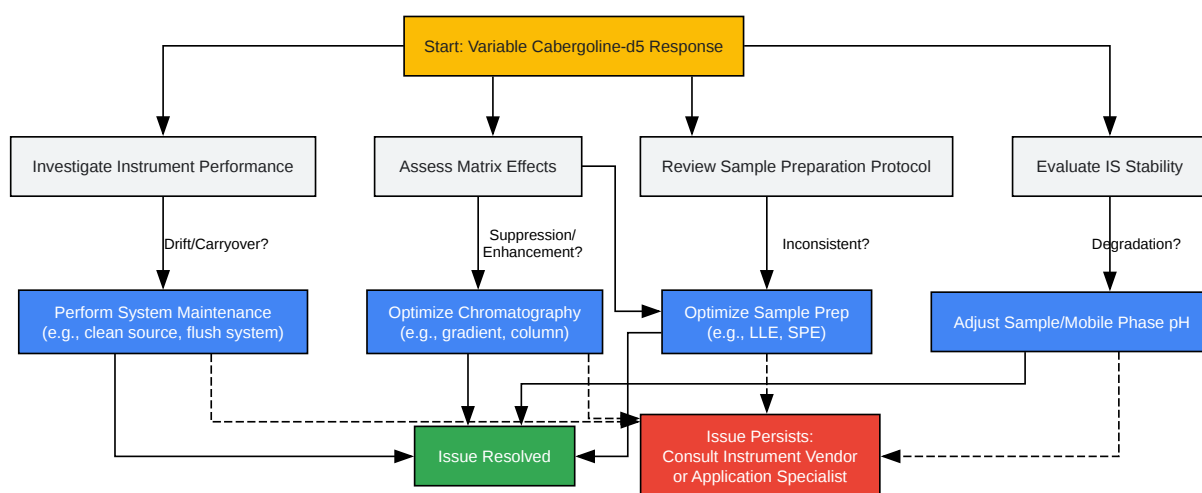 Start: Variable Cabergoline-d5 Response
Investigate Instrument Performance
Assess Matrix Effects
Review Sample Preparation Protocol
Evaluate IS Stability
Drift/Carryover?
Suppression/
Enhancement?
Inconsistent?
Degradation?
Perform System Maintenance
(e.g., clean source, flush system)
Optimize Chromatography
(e.g., gradient, column)
Optimize Sample Prep
(e.g., LLE, SPE)
Adjust Sample/Mobile Phase pH
Issue Resolved
Issue Persists:
Consult Instrument Vendor
or Application Specialist